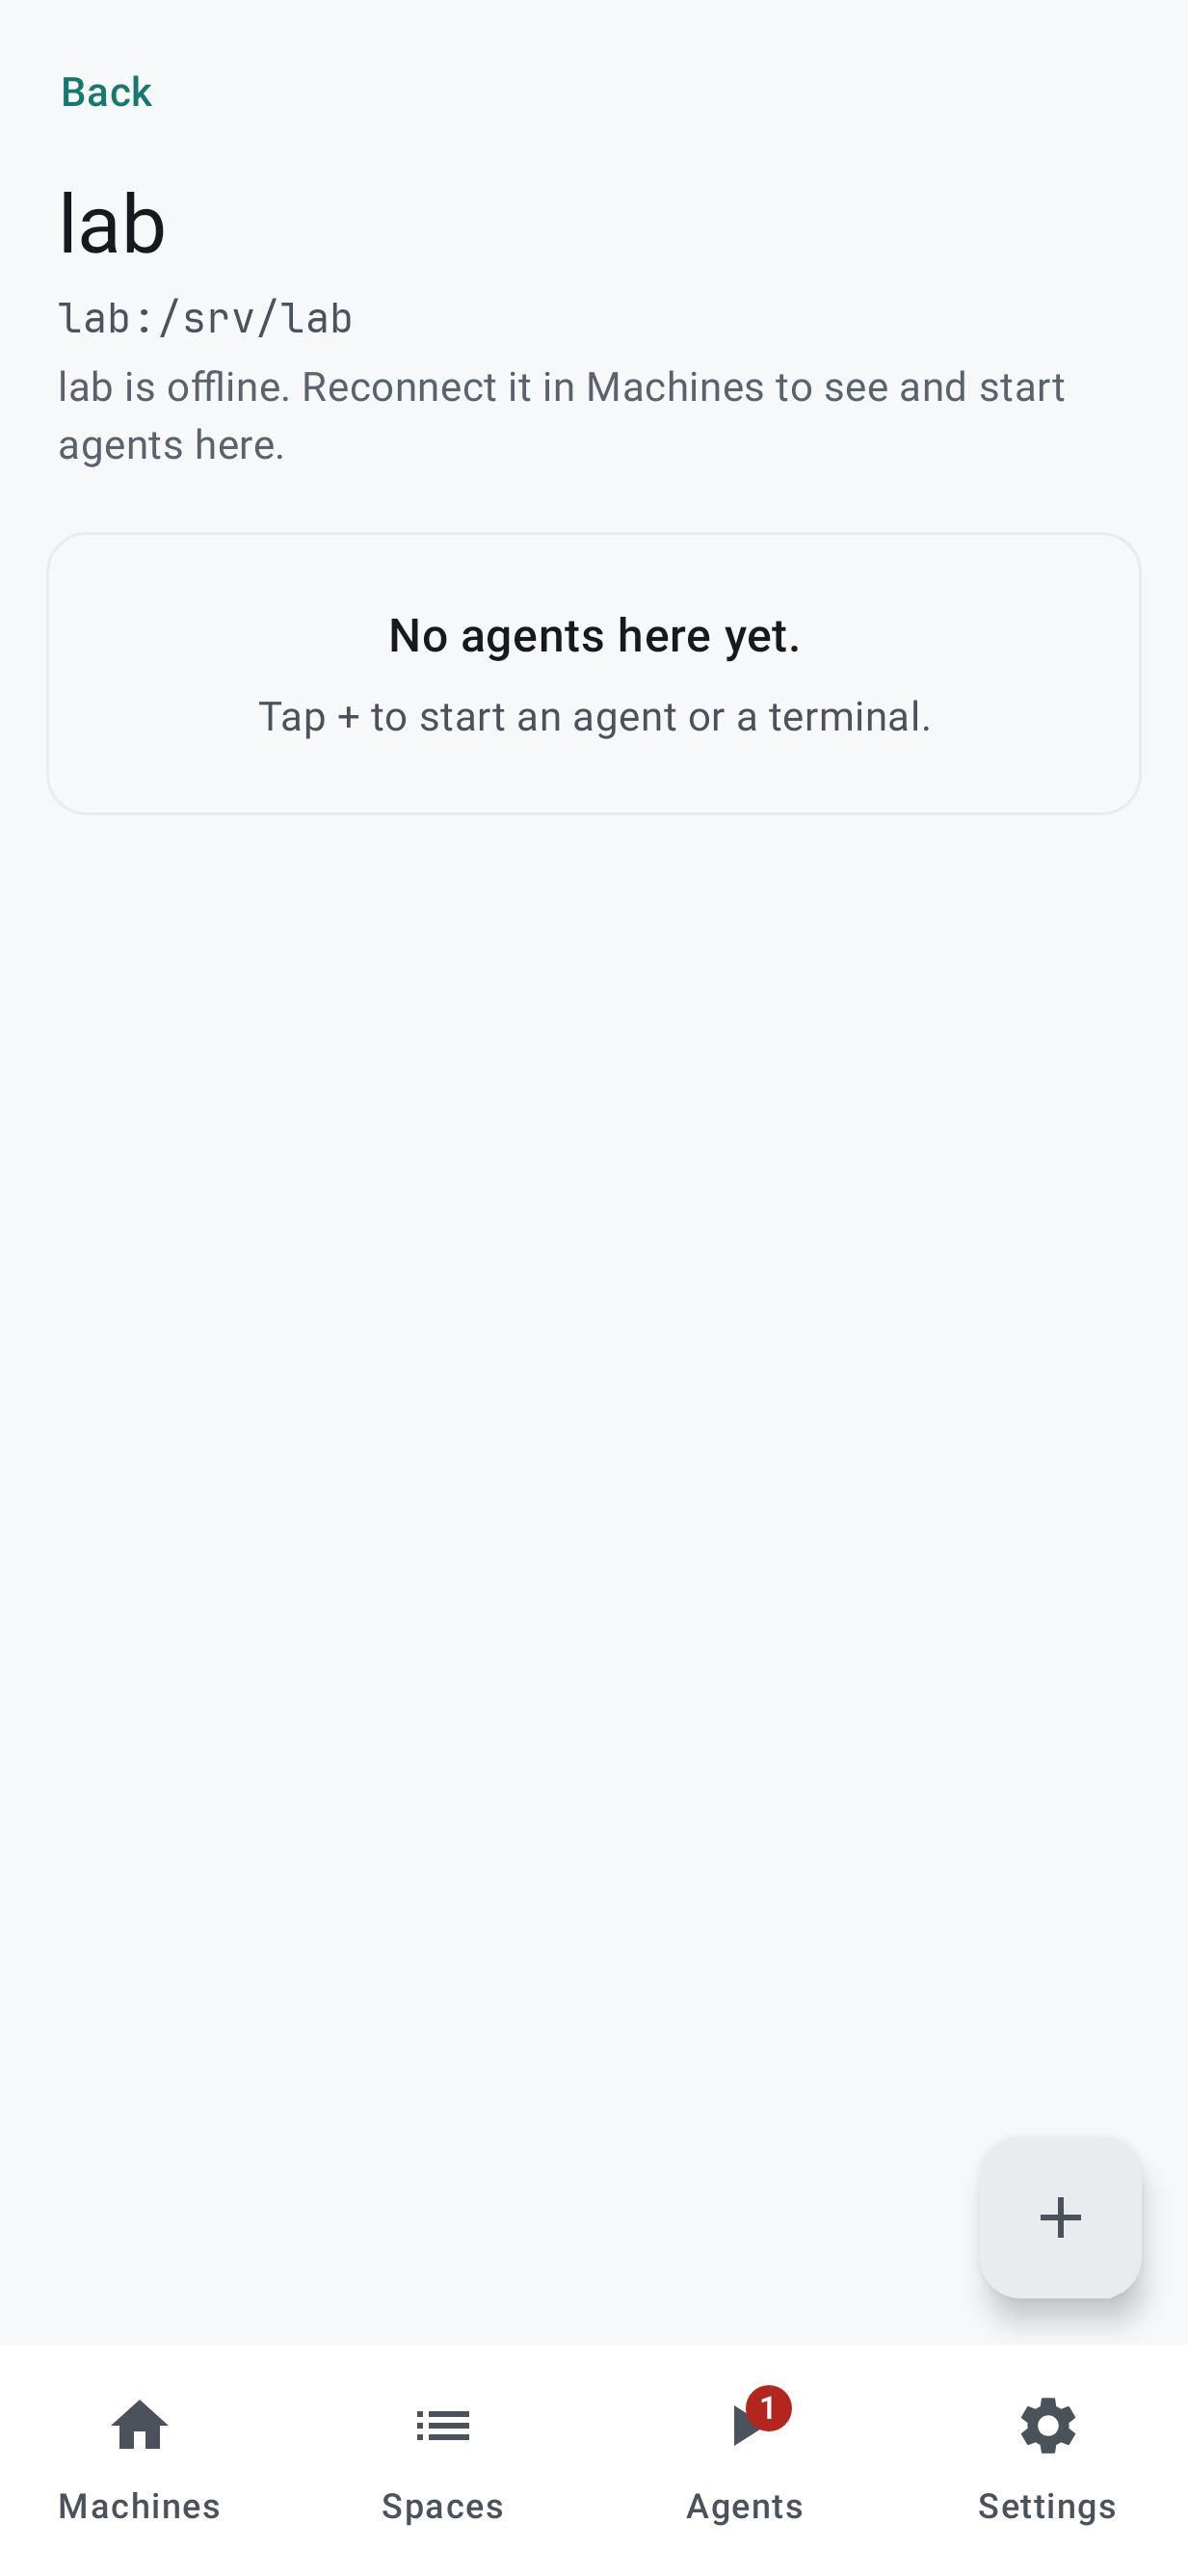 Back
lab
lab:/srv/lab
lab is offline. Reconnect it in Machines to see and start
agents here.
No agents here yet.
Tap + to start an agent or a terminal.
+
1
Machines
Spaces
Agents
Settings